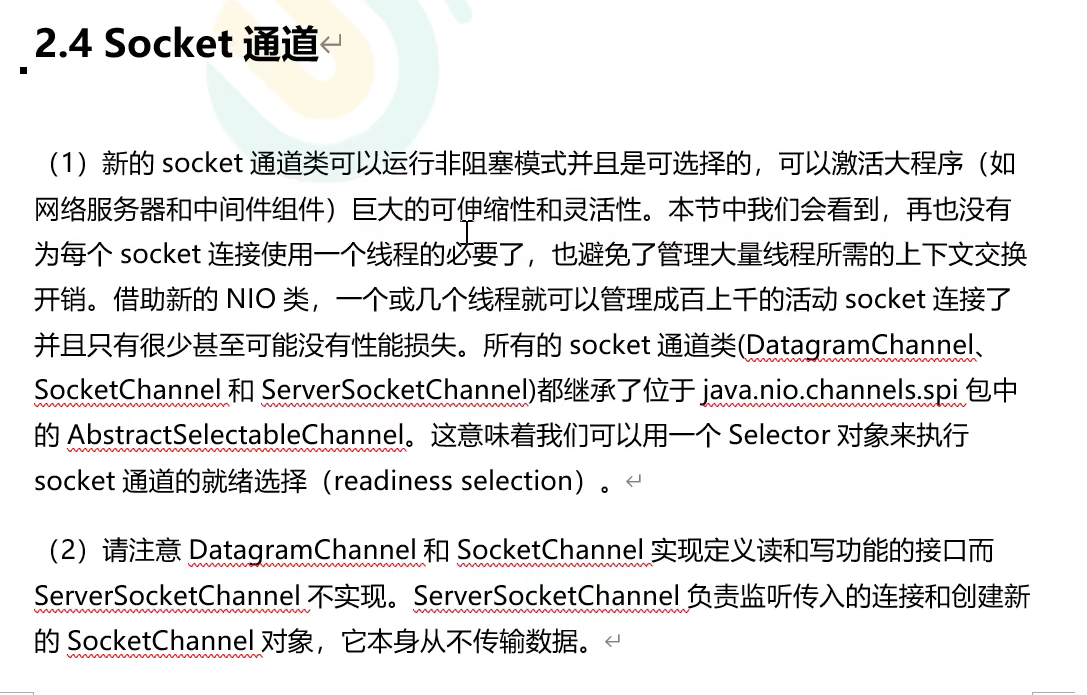 2.4 Socket 通道
（1）新的 socket 通道类可以运行非阻塞模式并且是可选择的，可以激活大程序（如
网络服务器和中间件组件）巨大的可伸缩性和灵活性。本节中我们会看到，再也没有
为每个 socket 连接使用一个线程的必要了，也避免了管理大量线程所需的上下文交换
开销。借助新的 NIO 类，一个或几个线程就可以管理成百上千的活动 socket 连接了
并且只有很少甚至可能没有性能损失。所有的 socket 通道类(DatagramChannel、
SocketChannel 和 ServerSocketChannel)都继承了位于 java.nio.channels.spi 包中
的 AbstractSelectableChannel。这意味着我们可以用一个 Selector 对象来执行
socket 通道的就绪选择（readiness selection）。
（2）请注意 DatagramChannel 和 SocketChannel 实现定义读和写功能的接口而
ServerSocketChannel 不实现。ServerSocketChannel 负责监听传入的连接和创建新
的 SocketChannel 对象，它本身从不传输数据。